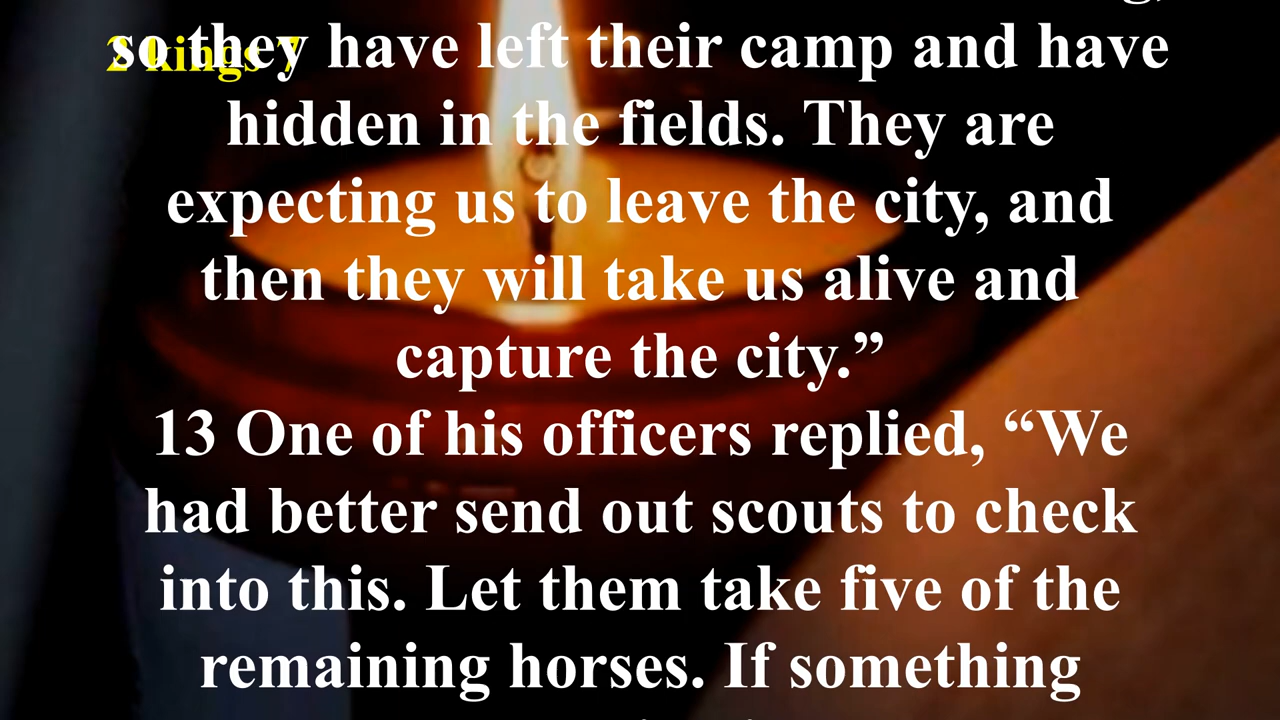 2 kings 7
so they have left their camp and have
hidden in the fields. They are
expecting us to leave the city, and
then they will take us alive and
capture the city.”
13 One of his officers replied, “We
had better send out scouts to check
into this. Let them take five of the
remaining horses. If something